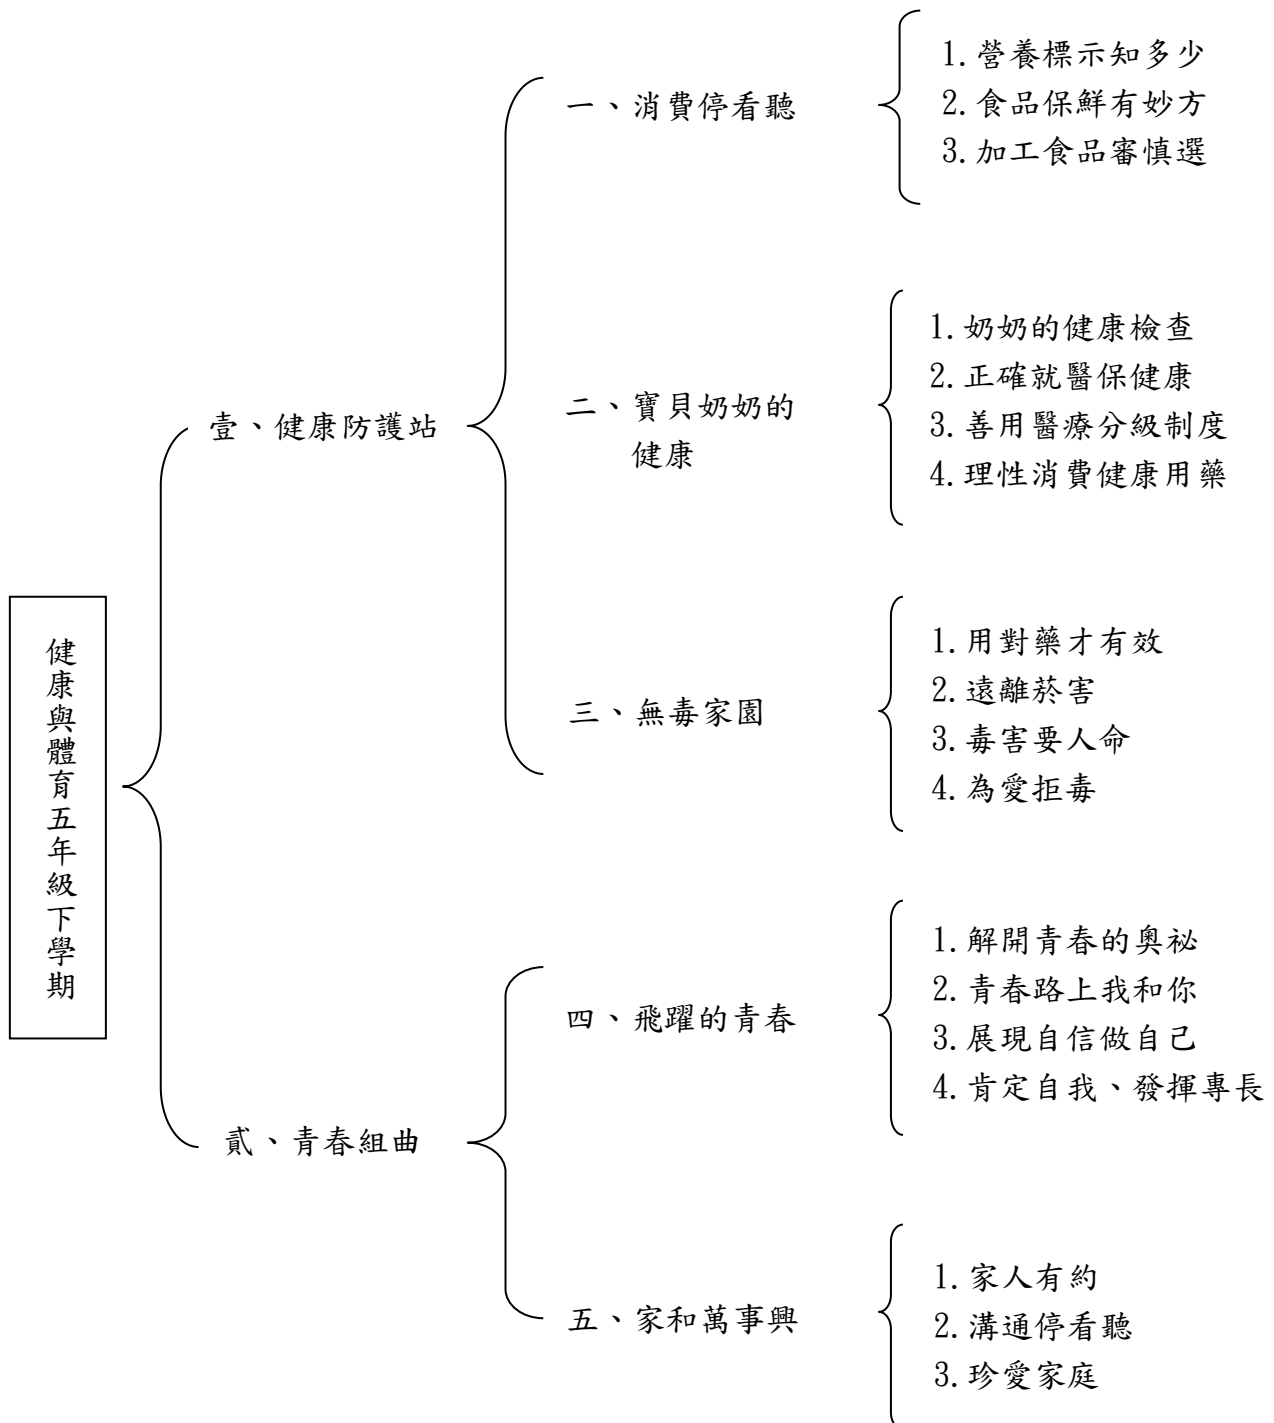 健康與體育五年級下學期
壹、健康防護站
一、消費停看聽
1.營養標示知多少
2.食品保鮮有妙方
3.加工食品審慎選
二、寶貝奶奶的
健康
1.奶奶的健康檢查
2.正確就醫保健康
3.善用醫療分級制度
4.理性消費健康用藥
三、無毒家園
1.用對藥才有效
2.遠離菸害
3.毒害要人命
4.為愛拒毒
貳、青春組曲
四、飛躍的青春
1.解開青春的奧祕
2.青春路上我和你
3.展現自信做自己
4.肯定自我、發揮專長
五、家和萬事興
1.家人有約
2.溝通停看聽
3.珍愛家庭